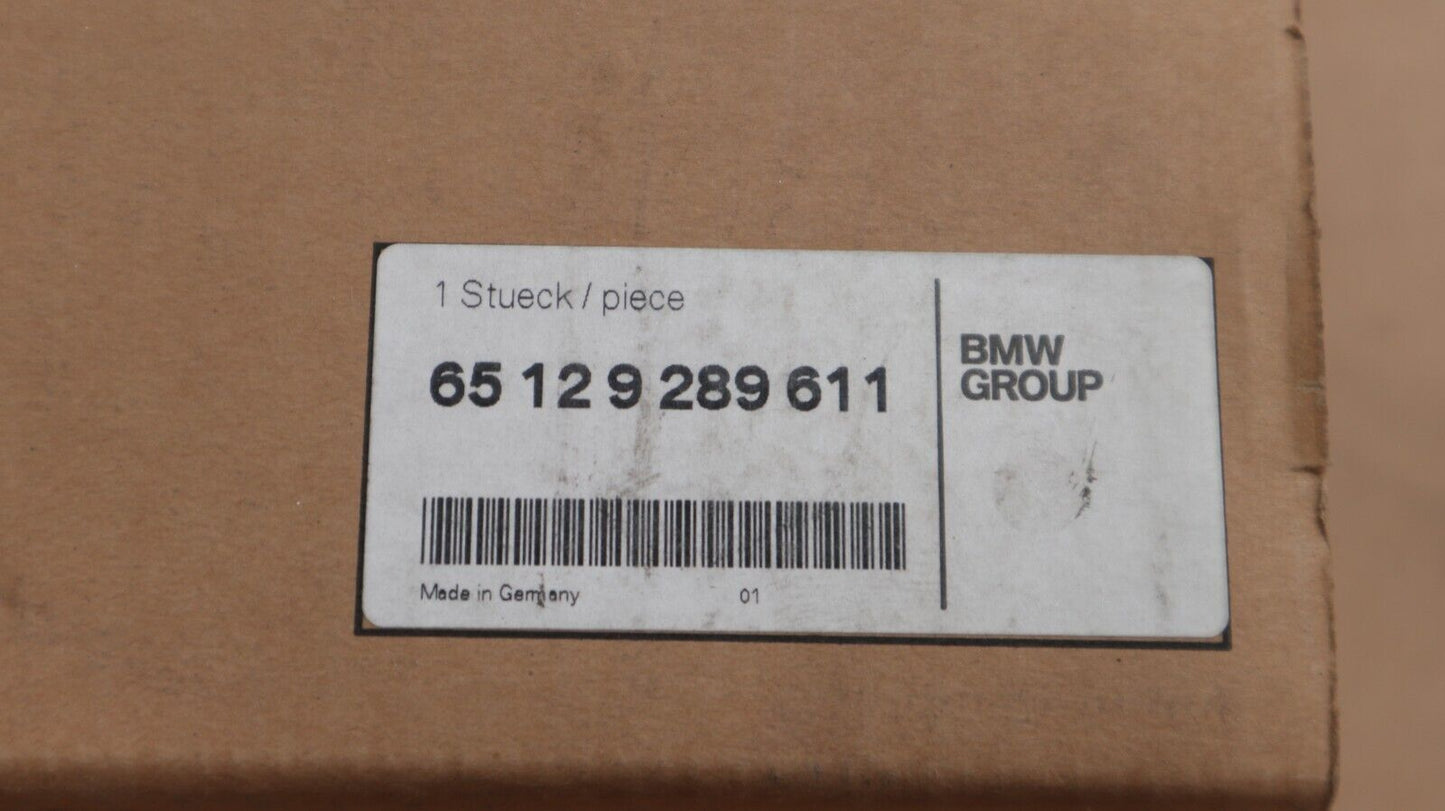 1 Stueck / piece
65 12 9 289 611
BMW
GROUP
Made in Germany
01